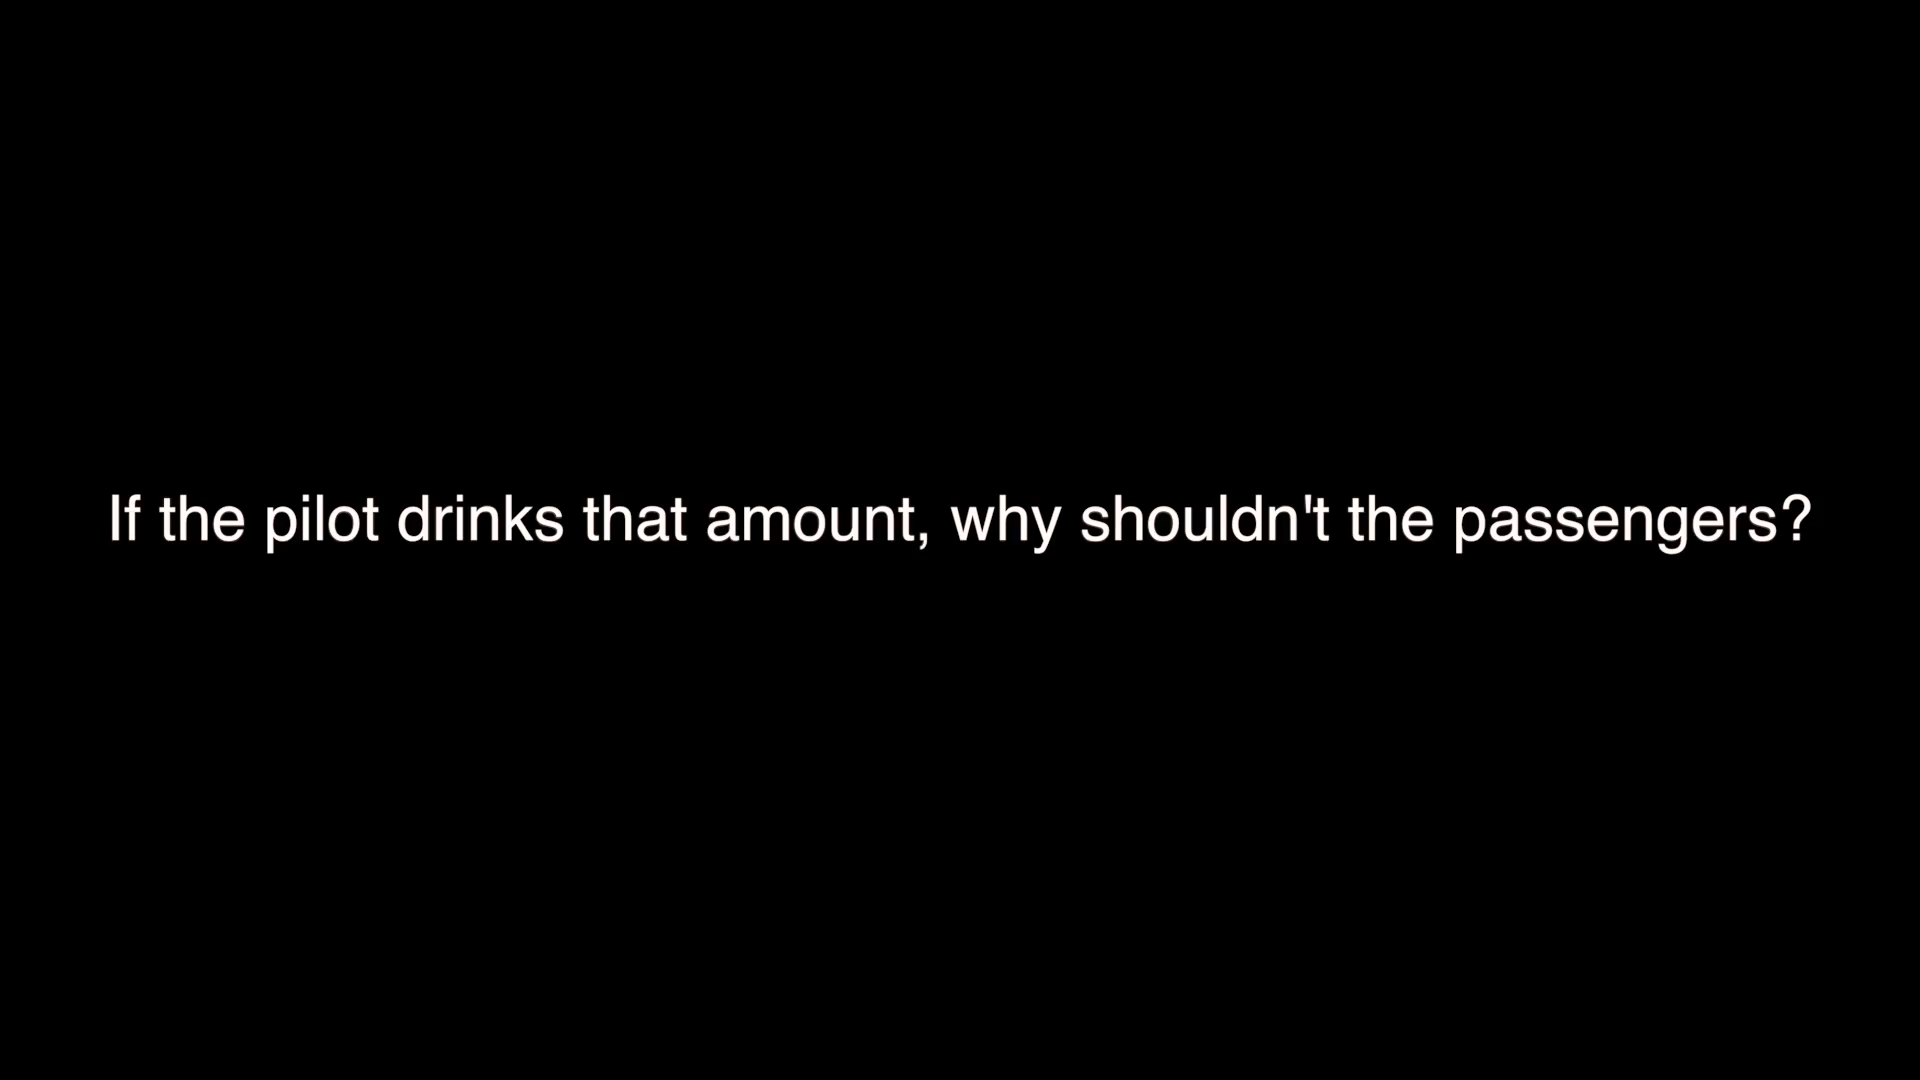 If the pilot drinks that amount, why shouldn't the passengers?